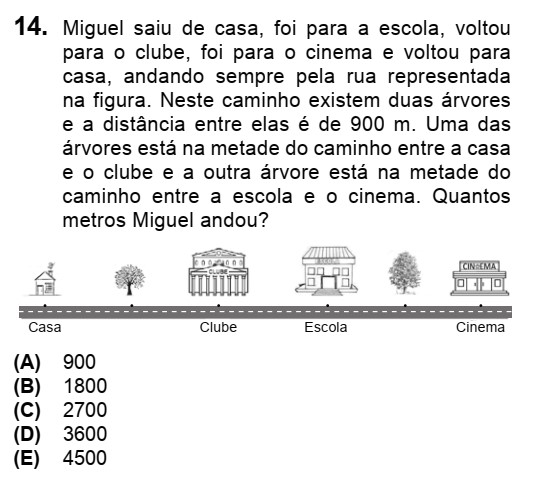 14. Miguel saiu de casa, foi para a escola, voltou
para o clube, foi para o cinema e voltou para
casa, andando sempre pela rua representada
na figura. Neste caminho existem duas árvores
e a distância entre elas é de 900 m. Uma das
árvores está na metade do caminho entre a casa
e o clube e a outra árvore está na metade do
caminho entre a escola e o cinema. Quantos
metros Miguel andou?
CLUBE
ESCOLA
CINEMA
Casa
Clube
Escola
Cinema
(A) 900
(B) 1800
(C) 2700
(D) 3600
(E) 4500